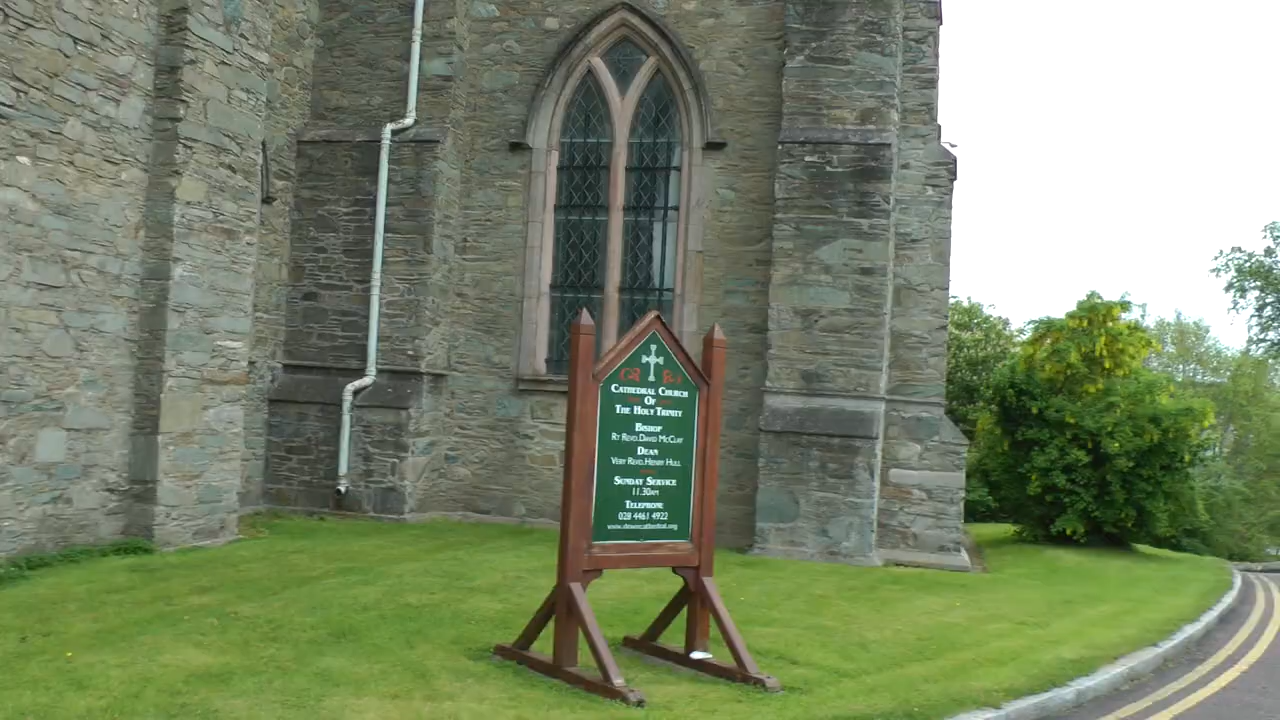 CATHEDRAL CHURCH
OF
THE HOLY TRINITY
BISHOP
RT REVD. DAVID MCCLAY
DEAN
VERY REVD. HENRY HULL
SUNDAY SERVICE
11.30AM
TELEPHONE
028 4461 4922
www.downcathedral.org